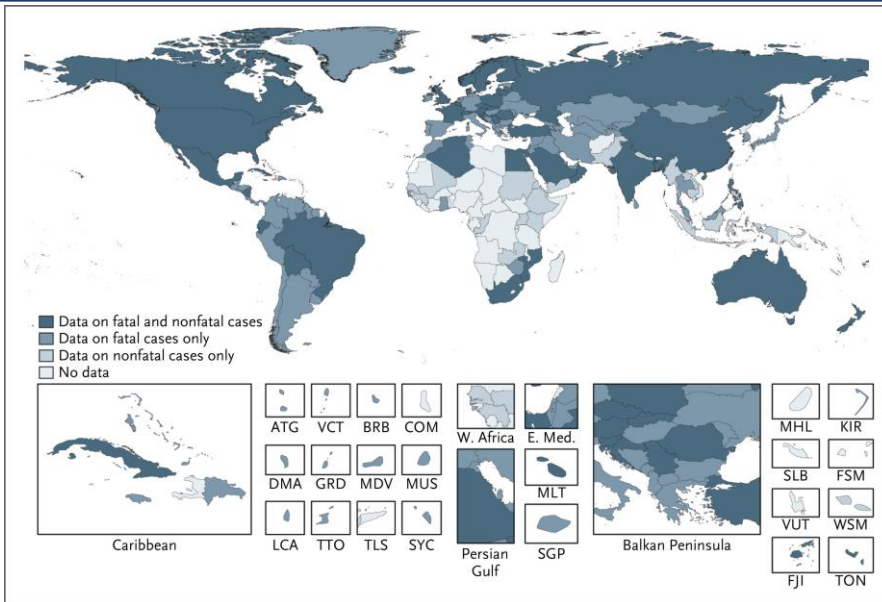 Data on fatal and nonfatal cases
Data on fatal cases only
Data on nonfatal cases only
No data
Caribbean
ATG VCT BRB COM
DMA GRD MDV MUS
LCA TTO TLS SYC
W. Africa E. Med.
Persian
Gulf
MLT
SGP
Balkan Peninsula
MHL KIR
SLB FSM
VUT WSM
FJI TON